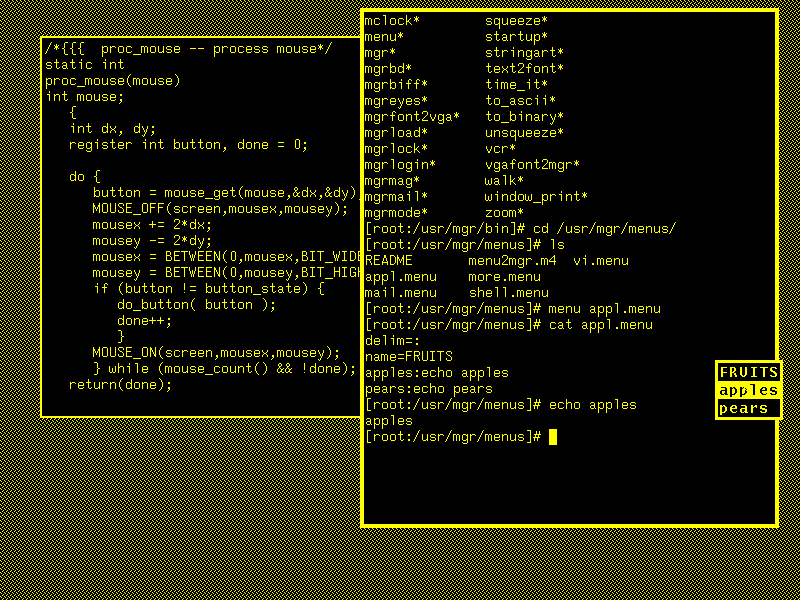 /*{{{  proc_mouse -- process mouse*/
static int
proc_mouse(mouse)
int mouse;
   {
   int dx, dy;
   register int button, done = 0;

   do {
      button = mouse_get(mouse,&dx,&dy)
      MOUSE_OFF(screen,mousex,mousey);
      mousex += 2*dx;
      mousey -= 2*dy;
      mousex = BETWEEN(0,mousex,BIT_WIDE
      mousey = BETWEEN(0,mousey,BIT_HIGH
      if (button != button_state) {
         do_button( button );
         done++;
         }
      MOUSE_ON(screen,mousex,mousey);
      } while (mouse_count() && !done);
   return(done);
mclock*        squeeze*
menu*          startup*
mgr*           stringart*
mgrbd*         text2font*
mgrbiff*       time_it*
mgreyes*       to_ascii*
mgrfont2vga*   to_binary*
mgrload*       unsqueeze*
mgrlock*       vcr*
mgrlogin*      vgafont2mgr*
mgrmag*        walk*
mgrmail*       window_print*
mgrmode*       zoom*
[root:/usr/mgr/bin]# cd /usr/mgr/menus/
[root:/usr/mgr/menus]# ls
README       menu2mgr.m4  vi.menu
appl.menu    more.menu
mail.menu    shell.menu
[root:/usr/mgr/menus]# menu appl.menu
[root:/usr/mgr/menus]# cat appl.menu
delim=:
name=FRUITS
apples:echo apples
pears:echo pears
[root:/usr/mgr/menus]# echo apples
apples
[root:/usr/mgr/menus]#
FRUITS
apples
pears